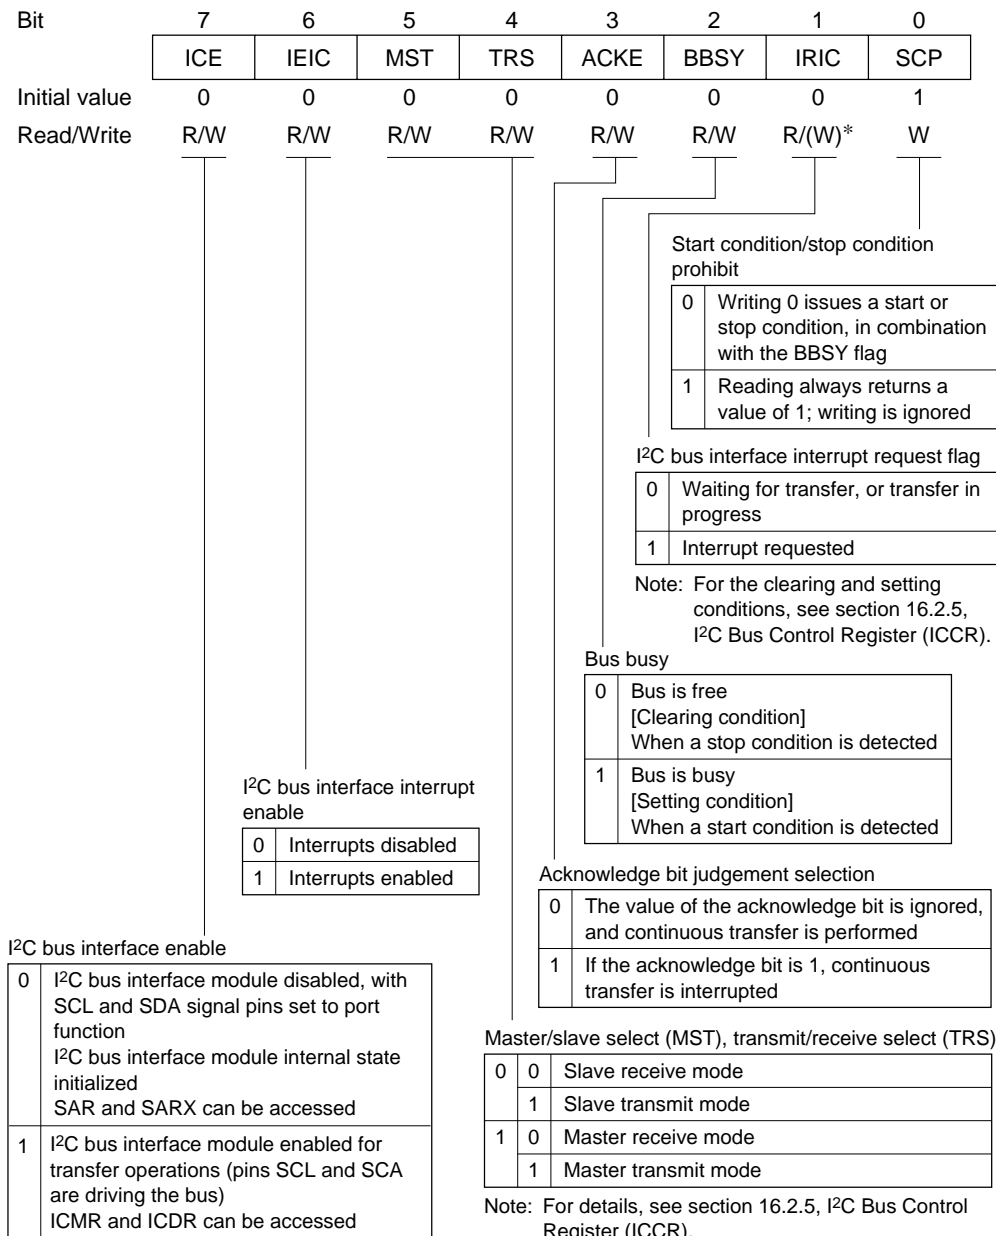 Bit 7 6 5 4 3 2 1 0
ICE IEIC MST TRS ACKE BBSY IRIC SCP
Initial value 0 0 0 0 0 0 0 1
Read/Write R/W R/W R/W R/W R/W R/W R/(W)* W
Start condition/stop condition
prohibit
0 Writing 0 issues a start or
stop condition, in combination
with the BBSY flag
1 Reading always returns a
value of 1; writing is ignored
I2C bus interface interrupt request flag
0 Waiting for transfer, or transfer in
progress
1 Interrupt requested
Note: For the clearing and setting
conditions, see section 16.2.5,
I2C Bus Control Register (ICCR).
Bus busy
0 Bus is free
[Clearing condition]
When a stop condition is detected
1 Bus is busy
[Setting condition]
When a start condition is detected
I2C bus interface interrupt
enable
0 Interrupts disabled
1 Interrupts enabled
Acknowledge bit judgement selection
0 The value of the acknowledge bit is ignored,
and continuous transfer is performed
1 If the acknowledge bit is 1, continuous
transfer is interrupted
I2C bus interface enable
0 I2C bus interface module disabled, with
SCL and SDA signal pins set to port
function
I2C bus interface module internal state
initialized
SAR and SARX can be accessed
1 I2C bus interface module enabled for
transfer operations (pins SCL and SCA
are driving the bus)
ICMR and ICDR can be accessed
Master/slave select (MST), transmit/receive select (TRS)
0 0 Slave receive mode
1 Slave transmit mode
1 0 Master receive mode
1 Master transmit mode
Note: For details, see section 16.2.5, I2C Bus Control
Register (ICCR).